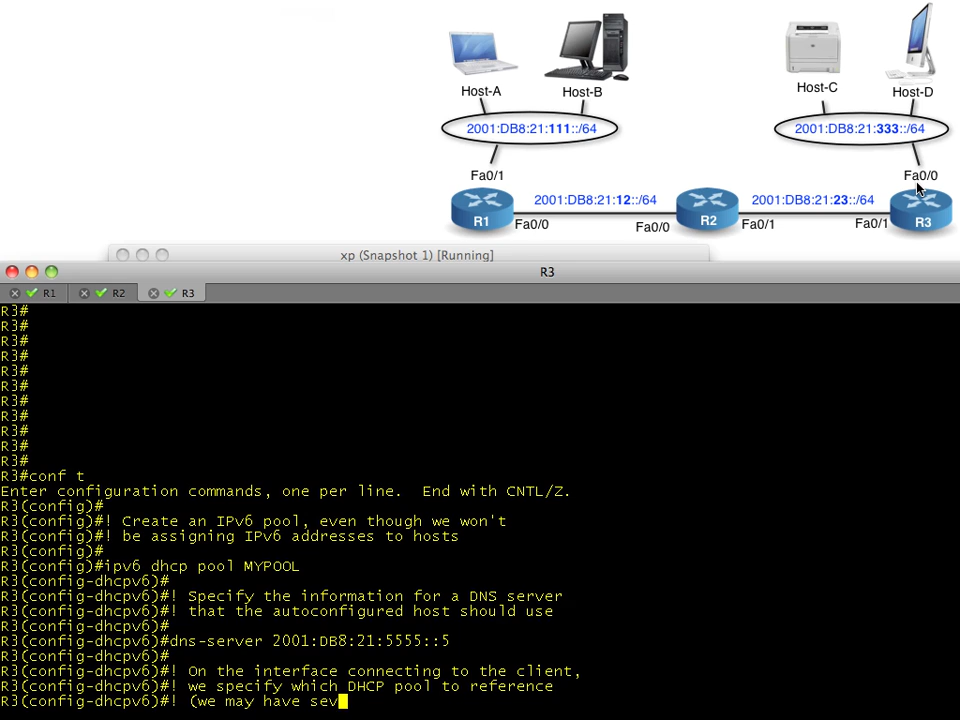 Host-A
Host-B
Host-C
Host-D
2001:DB8:21:111::/64
2001:DB8:21:333::/64
Fa0/1
Fa0/0
2001:DB8:21:12::/64
2001:DB8:21:23::/64
R1
R2
R3
Fa0/0
Fa0/0
Fa0/1
Fa0/1
xp (Snapshot 1) [Running]
R3
R1
R2
R3
R3#
R3#
R3#
R3#
R3#
R3#
R3#
R3#
R3#
R3#
R3#
R3#conf t
Enter configuration commands, one per line.  End with CNTL/Z.
R3(config)#
R3(config)#! Create an IPv6 pool, even though we won't
R3(config)#! be assigning IPv6 addresses to hosts
R3(config)#
R3(config)#ipv6 dhcp pool MYPOOL
R3(config-dhcpv6)#
R3(config-dhcpv6)#! Specify the information for a DNS server
R3(config-dhcpv6)#! that the autoconfigured host should use
R3(config-dhcpv6)#
R3(config-dhcpv6)#dns-server 2001:DB8:21:5555::5
R3(config-dhcpv6)#
R3(config-dhcpv6)#! On the interface connecting to the client,
R3(config-dhcpv6)#! we specify which DHCP pool to reference
R3(config-dhcpv6)#! (we may have sev